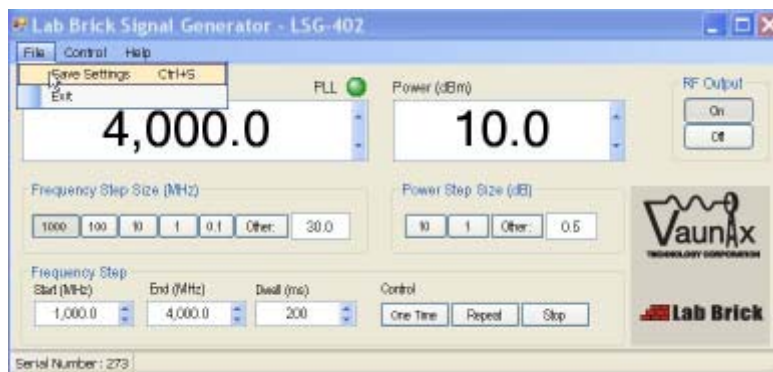 Lab Brick Signal Generator - LSG-402
File Control Help
Save Settings Ctrl+S
Exit
PLL
Power (dBm)
RF Output
4,000.0
10.0
On
Off
Frequency Step Size (MHz)
Power Step Size (dB)
1000 100 10 1 0.1 Other: 30.0
10 1 Other: 0.5
Vaunix
TECHNOLOGY CORPORATION
Frequency Step
Start (MHz) End (MHz) Dwell (ms) Control
1,000.0 4,000.0 200 One Time Repeat Stop
Lab Brick
Serial Number : 273